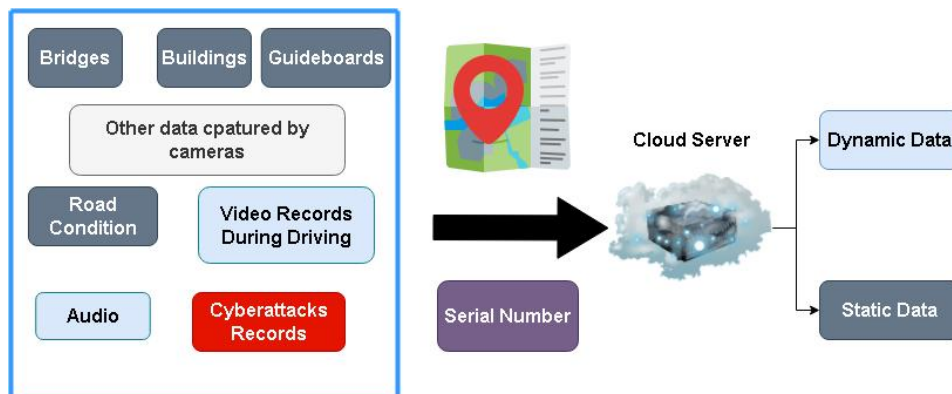 Bridges
Buildings
Guideboards
Other data cpatured by
cameras
Road
Condition
Video Records
During Driving
Audio
Cyberattacks
Records
Serial Number
Cloud Server
Dynamic Data
Static Data